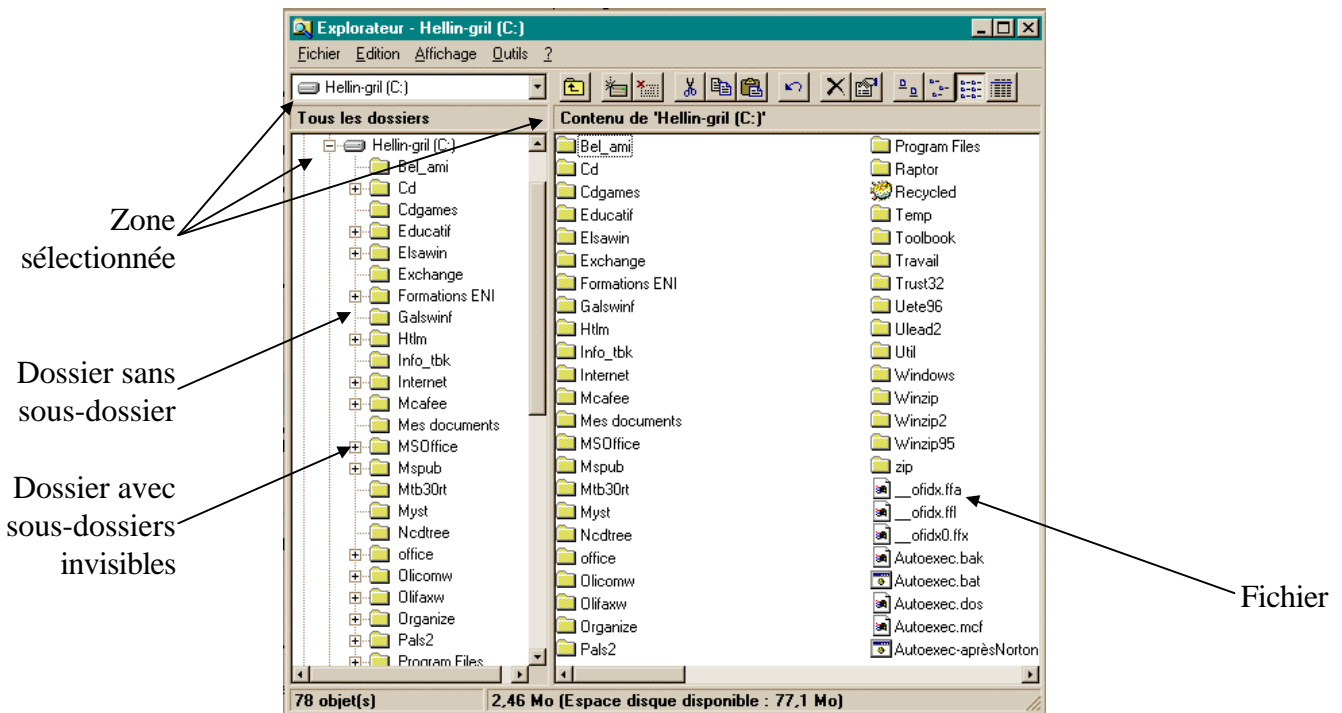 Explorateur - Hellin-gril (C:)
Fichier Edition Affichage Outils ?
Hellin-gril (C:)
Tous les dossiers
Contenu de 'Hellin-gril (C:)'
Hellin-gril (C:)
Bel_ami
Cd
Cdgames
Educatif
Elsawin
Exchange
Formations ENI
Galswinf
Htlm
Info_tbk
Internet
Mcafee
Mes documents
MSOffice
Mspub
Mtb30rt
Myst
Ncdtree
office
Olicomw
Olifaxw
Organize
Pals2
Program Files
Bel_ami
Cd
Cdgames
Educatif
Elsawin
Exchange
Formations ENI
Galswinf
Htlm
Info_tbk
Internet
Mcafee
Mes documents
MSOffice
Mspub
Mtb30rt
Myst
Ncdtree
office
Olicomw
Olifaxw
Organize
Pals2
Program Files
Raptor
Recycled
Temp
Toolbook
Travail
Trust32
Uete96
Ulead2
Util
Windows
Winzip
Winzip2
Winzip95
zip
__ofidx.ffa
__ofidx.ffl
__ofidx0.ffx
Autoexec.bak
Autoexec.bat
Autoexec.dos
Autoexec.mcf
Autoexec-aprèsNorton
78 objet(s)
2,46 Mo (Espace disque disponible : 77,1 Mo)
Zone
sélectionnée
Dossier sans
sous-dossier
Dossier avec
sous-dossiers
invisibles
Fichier